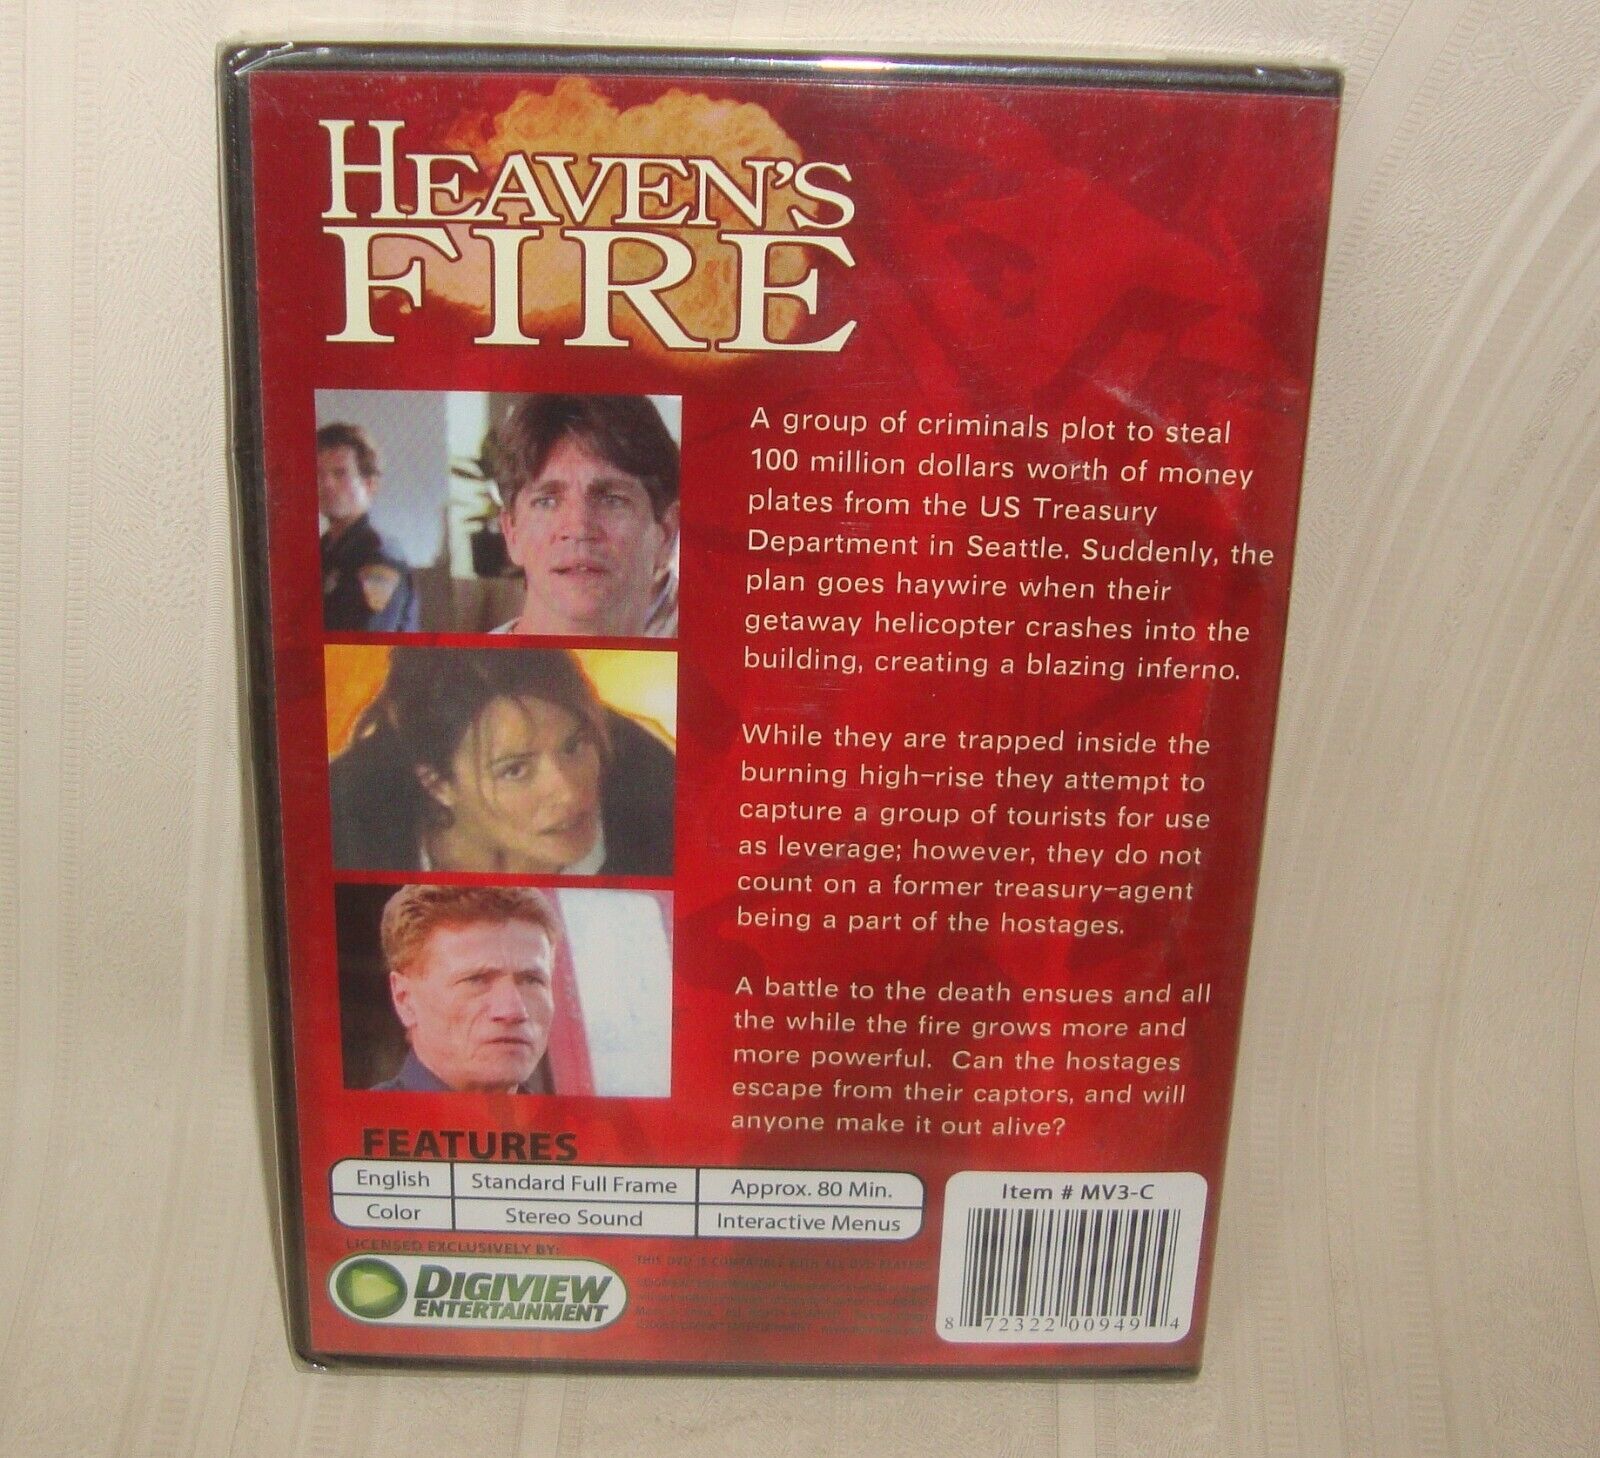 HEAVEN'S
FIRE
A group of criminals plot to steal
100 million dollars worth of money
plates from the US Treasury
Department in Seattle. Suddenly, the
plan goes haywire when their
getaway helicopter crashes into the
building, creating a blazing inferno.
While they are trapped inside the
burning high-rise they attempt to
capture a group of tourists for use
as leverage; however, they do not
count on a former treasury-agent
being a part of the hostages.
A battle to the death ensues and all
the while the fire grows more and
more powerful. Can the hostages
escape from their captors, and will
anyone make it out alive?
FEATURES
English Standard Full Frame Approx. 80 Min.
Color Stereo Sound Interactive Menus
LICENSED EXCLUSIVELY BY:
DIGIVIEW
ENTERTAINMENT
THIS DVD IS COMPATIBLE WITH ALL DVD PLAYERS
ALL RIGHTS RESERVED
DIGIVIEW ENTERTAINMENT
Item # MV3-C
8 72322 00949 4